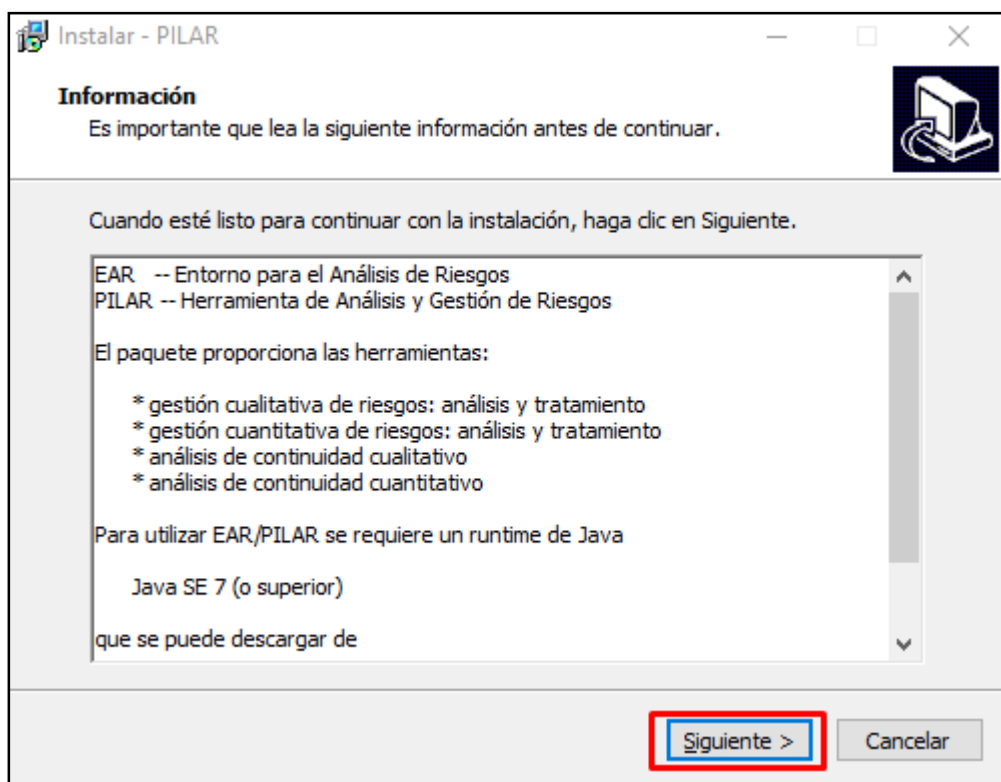 Instalar - PILAR
Información
Es importante que lea la siguiente información antes de continuar.
Cuando esté listo para continuar con la instalación, haga clic en Siguiente.
EAR -- Entorno para el Análisis de Riesgos
PILAR -- Herramienta de Análisis y Gestión de Riesgos
El paquete proporciona las herramientas:
* gestión cualitativa de riesgos: análisis y tratamiento
* gestión cuantitativa de riesgos: análisis y tratamiento
* análisis de continuidad cualitativo
* análisis de continuidad cuantitativo
Para utilizar EAR/PILAR se requiere un runtime de Java
Java SE 7 (o superior)
que se puede descargar de
Siguiente >
Cancelar